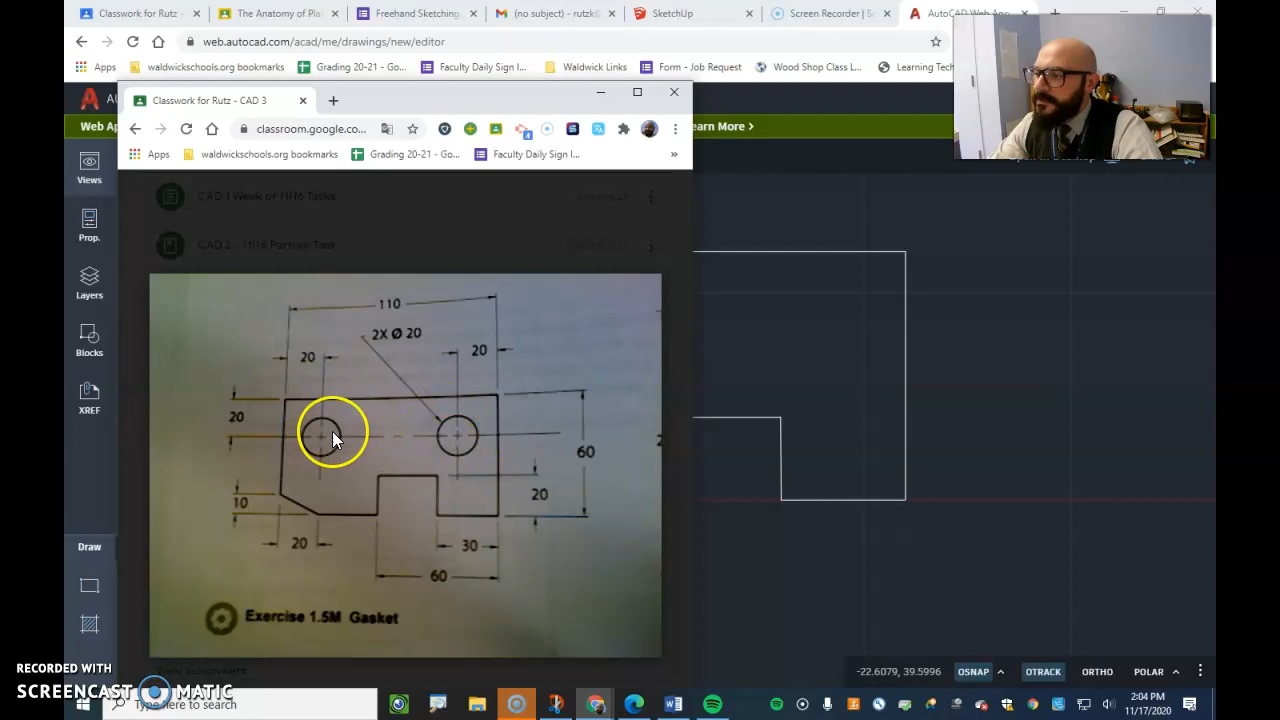 Classwork for Rutz
The Anatomy of Pla
Freehand Sketching
(no subject) - rutzk@
SketchUp
Screen Recorder | S
AutoCAD Web App
web.autocad.com/acad/me/drawings/new/editor
Apps
waldwickschools.org bookmarks
Grading 20-21 - Go...
Faculty Daily Sign I...
Waldwick Links
Form - Job Request
Wood Shop Class L...
Learning Tech
Classwork for Rutz - CAD 3
Web Ap
earn More >
classroom.google.co...
4
Apps
waldwickschools.org bookmarks
Grading 20-21 - Go...
Faculty Daily Sign I...
»
Views
Prop.
Layers
Blocks
XREF
Draw
CAD 1 Week of 11/16 Tasks
CAD 2 - 11/16 Task
110
2X Ø 20
20
20
20
60
20
10
20
30
60
Exercise 1.5M Gasket
-22.6079, 39.5996
OSNAP
OTRACK
ORTHO
POLAR
RECORDED WITH
SCREENCAST MATIC
Type here to search
2:04 PM
11/17/2020